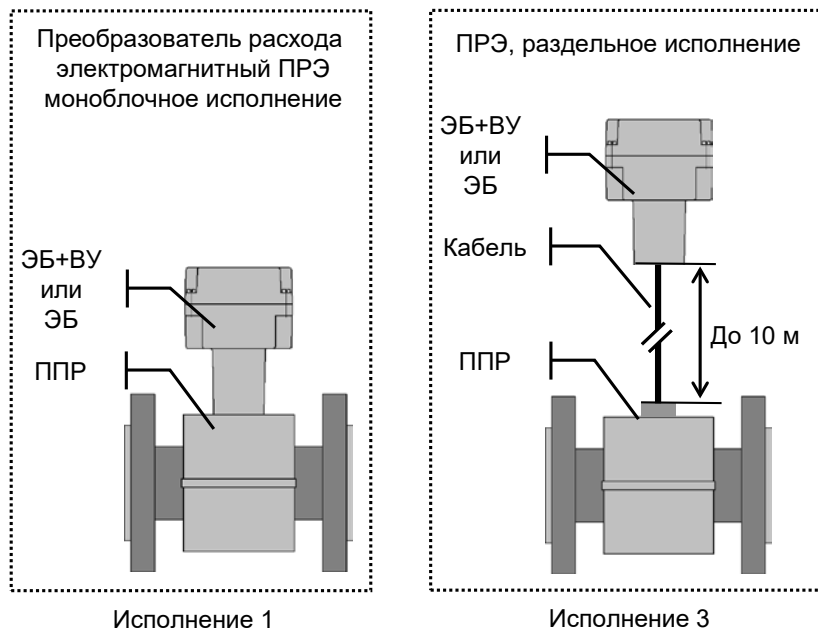 Преобразователь расхода
электромагнитный ПРЭ
моноблочное исполнение
ЭБ+ВУ
или
ЭБ
ППР
Исполнение 1
ПРЭ, раздельное исполнение
ЭБ+ВУ
или
ЭБ
Кабель
До 10 м
ППР
Исполнение 3